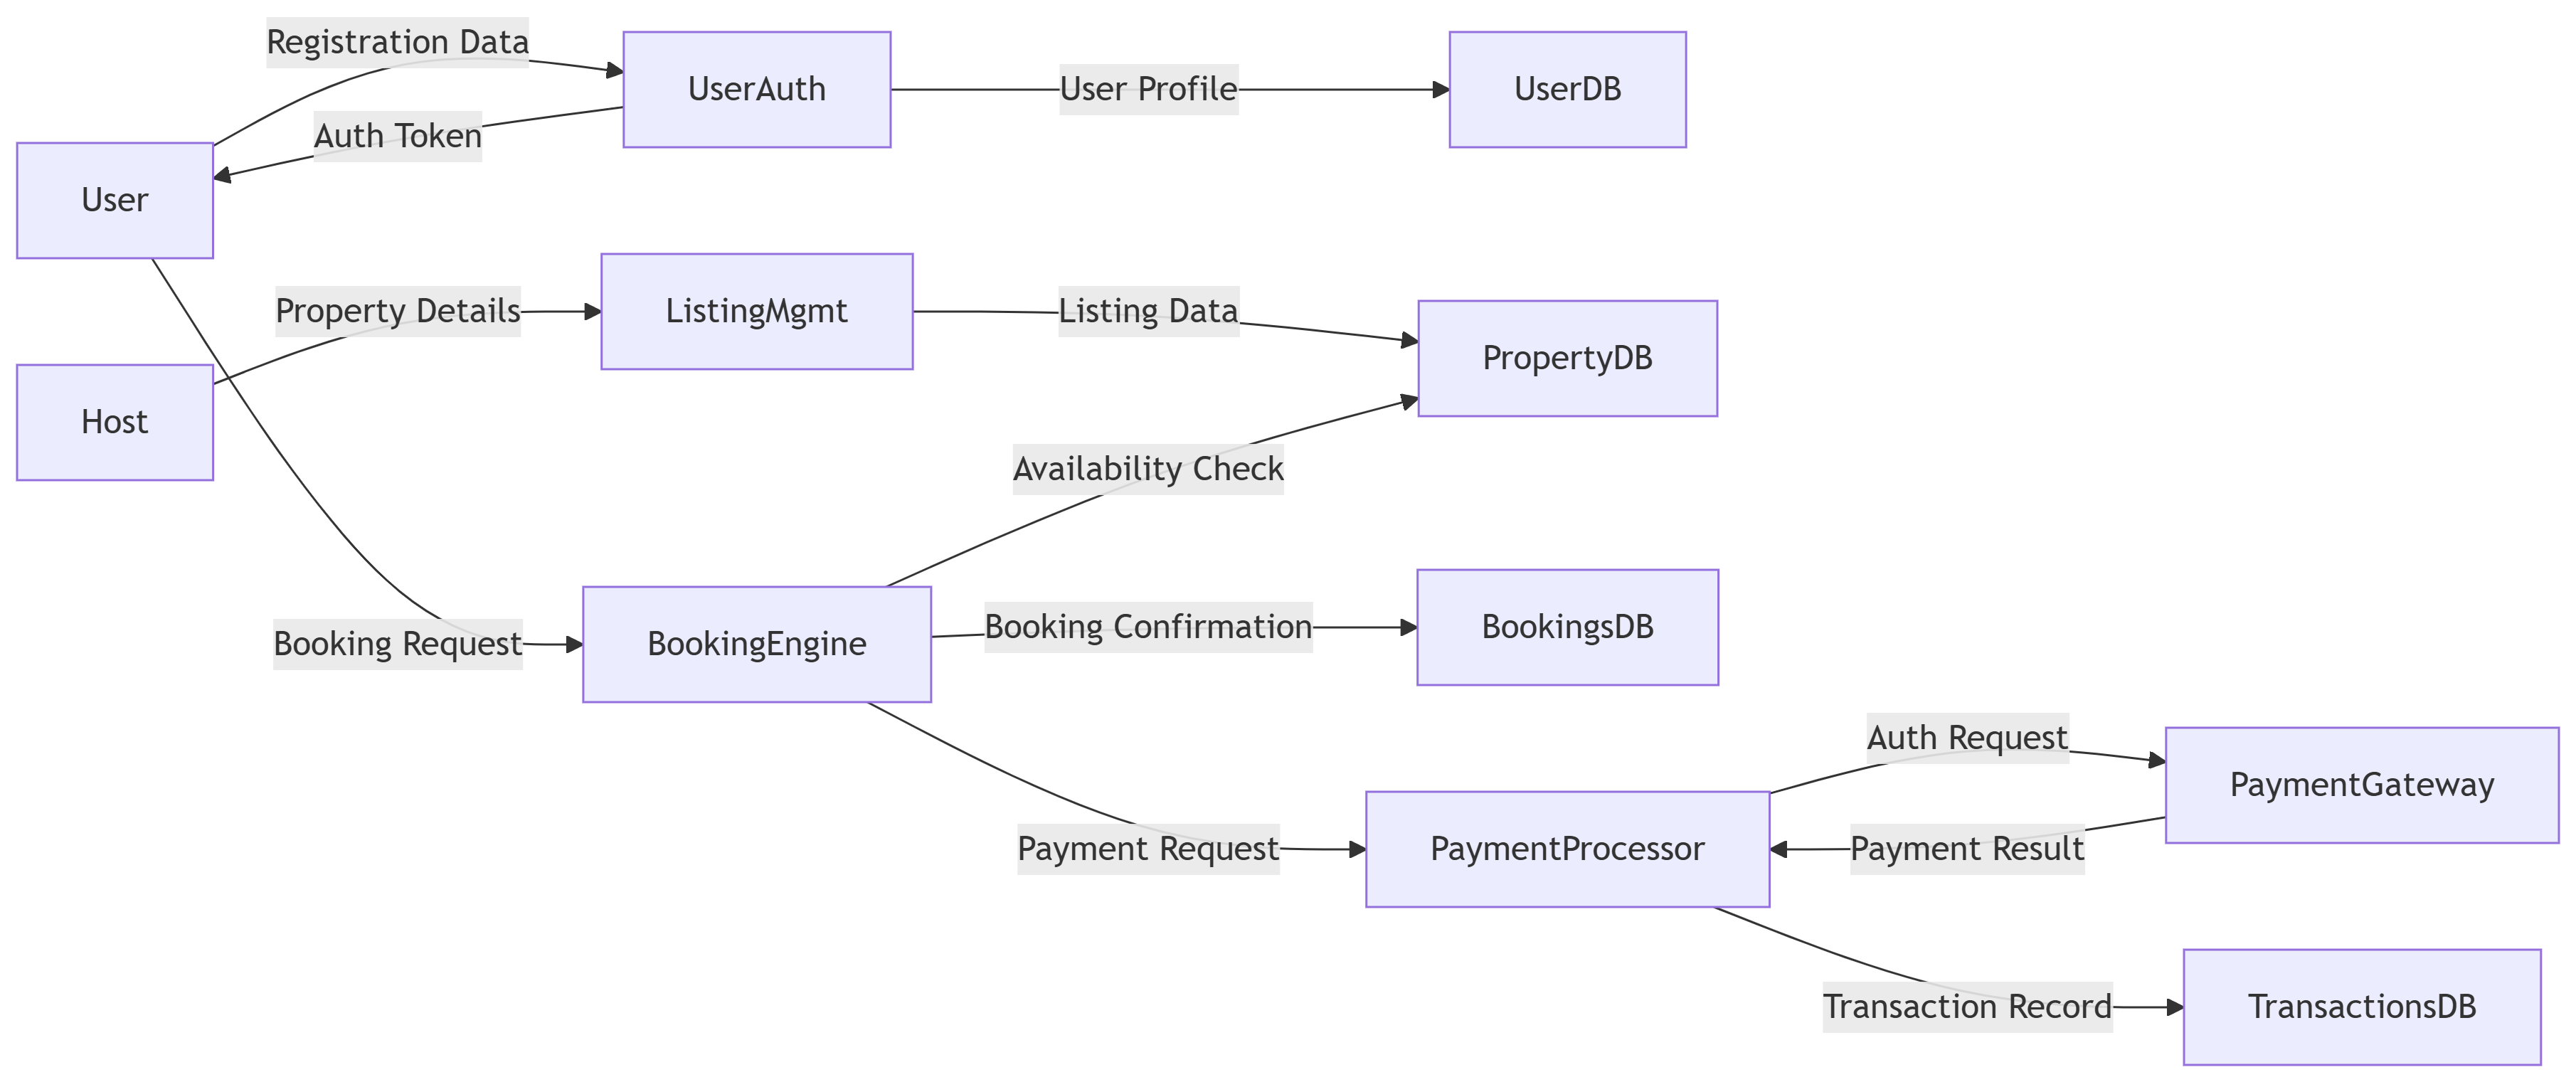 Registration Data
UserAuth
User Profile
UserDB
Auth Token
User
Property Details
ListingMgmt
Listing Data
PropertyDB
Host
Availability Check
Booking Request
BookingEngine
Booking Confirmation
BookingsDB
Auth Request
PaymentGateway
Payment Request
PaymentProcessor
Payment Result
Transaction Record
TransactionsDB